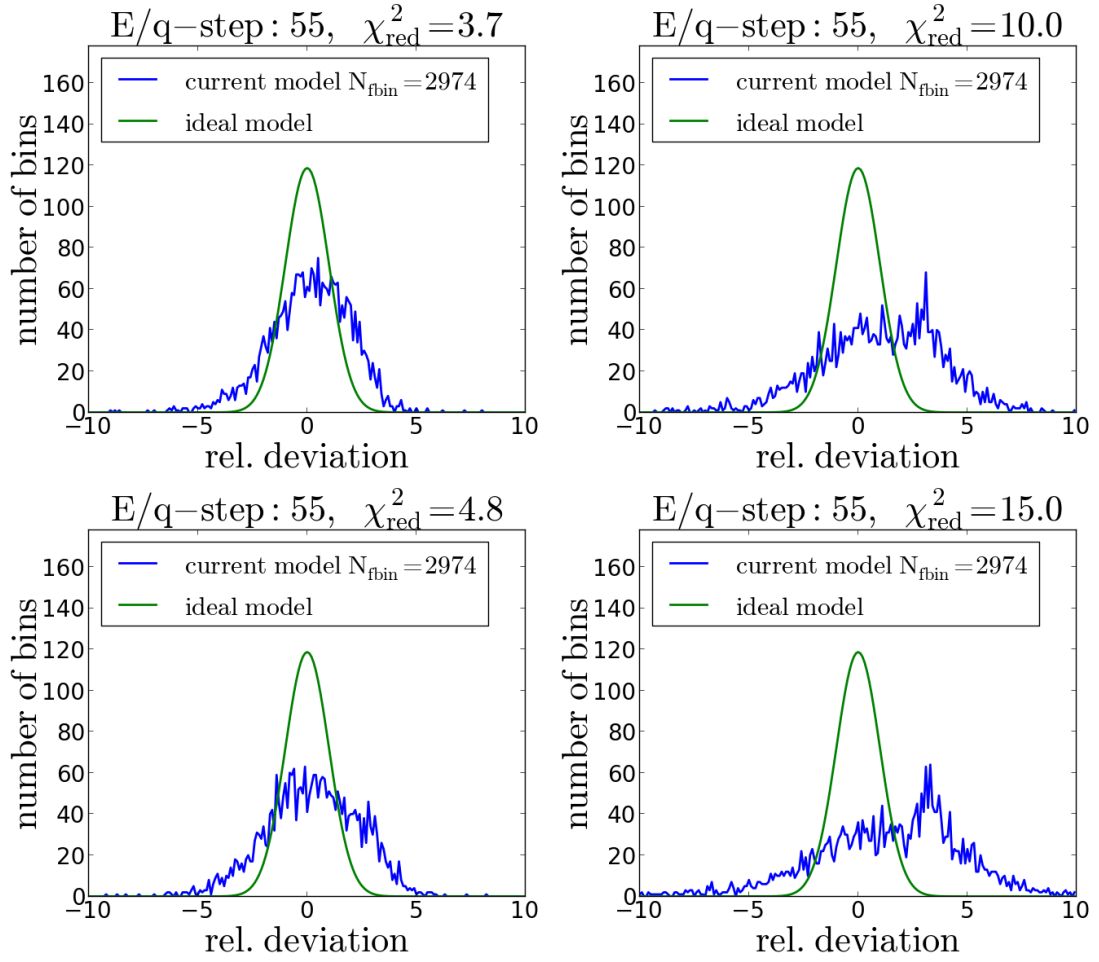 E/q−step: 55, χ²red=3.7
number of bins
160
140
120
100
80
60
40
20
0
current model Nfbin=2974
ideal model
−10 −5 0 5 10
rel. deviation
E/q−step: 55, χ²red=10.0
number of bins
160
140
120
100
80
60
40
20
0
current model Nfbin=2974
ideal model
−10 −5 0 5 10
rel. deviation
E/q−step: 55, χ²red=4.8
number of bins
160
140
120
100
80
60
40
20
0
current model Nfbin=2974
ideal model
−10 −5 0 5 10
rel. deviation
E/q−step: 55, χ²red=15.0
number of bins
160
140
120
100
80
60
40
20
0
current model Nfbin=2974
ideal model
−10 −5 0 5 10
rel. deviation